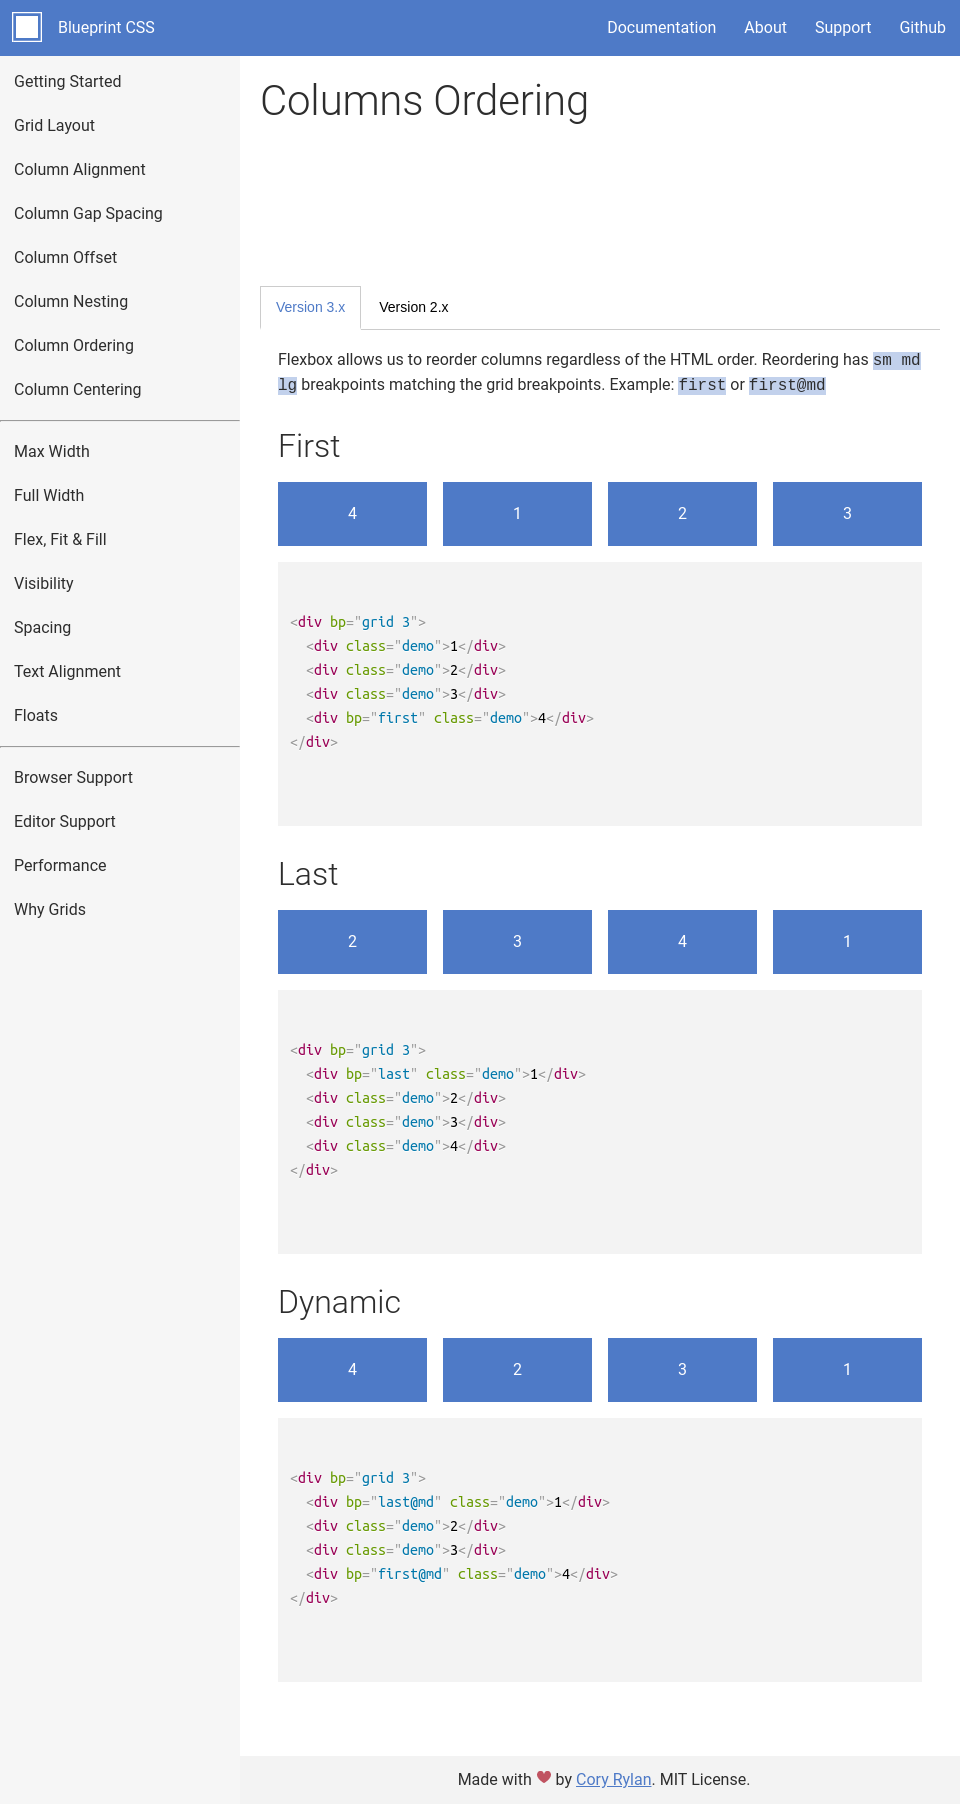 Blueprint CSS
Documentation
About
Support
Github
Getting Started
Grid Layout
Column Alignment
Column Gap Spacing
Column Offset
Column Nesting
Column Ordering
Column Centering
Max Width
Full Width
Flex, Fit & Fill
Visibility
Spacing
Text Alignment
Floats
Browser Support
Editor Support
Performance
Why Grids
Columns Ordering
Version 3.x
Version 2.x
Flexbox allows us to reorder columns regardless of the HTML order. Reordering has sm md
lg breakpoints matching the grid breakpoints. Example: first or first@md
First
4 1 2 3
<div bp="grid 3">
  <div class="demo">1</div>
  <div class="demo">2</div>
  <div class="demo">3</div>
  <div bp="first" class="demo">4</div>
</div>
Last
2 3 4 1
<div bp="grid 3">
  <div bp="last" class="demo">1</div>
  <div class="demo">2</div>
  <div class="demo">3</div>
  <div class="demo">4</div>
</div>
Dynamic
4 2 3 1
<div bp="grid 3">
  <div bp="last@md" class="demo">1</div>
  <div class="demo">2</div>
  <div class="demo">3</div>
  <div bp="first@md" class="demo">4</div>
</div>
Made with ♥ by Cory Rylan. MIT License.